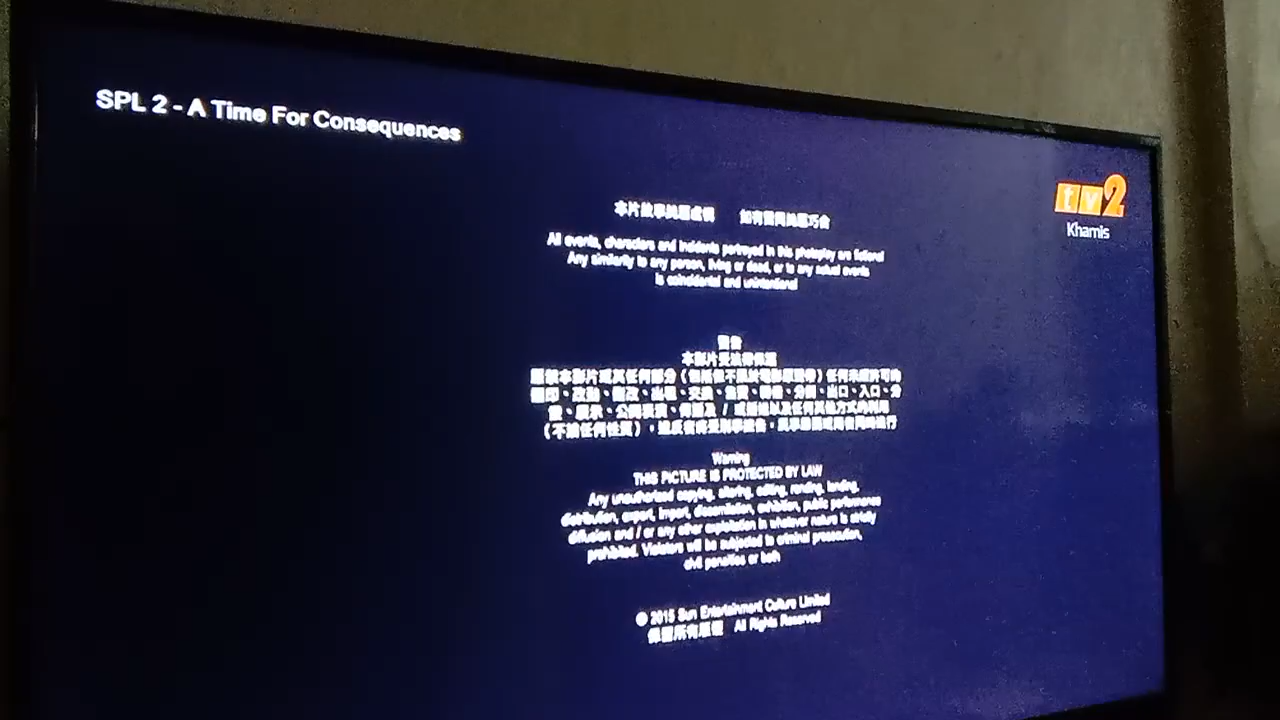 SPL 2 - A Time For Consequences
tv2
Khamis
本片故事純屬虛構 如有雷同純屬巧合
All events, characters and incidents portrayed in this photoplay are fictional
Any similarity to any person, living or dead, or to any actual events
is coincidental and unintentional
警告
本影片受法律保護
Warning
THIS PICTURE IS PROTECTED BY LAW
Any unauthorized copying, altering, editing, renting, lending,
distribution, export, import, dissemination, exhibition, public performance
diffusion and / or any other exploitation in whatever nature is strictly
prohibited. Violators will be subjected to criminal prosecution,
civil penalties or both
© 2015 Sun Entertainment Culture Limited
保留所有版權 All Rights Reserved